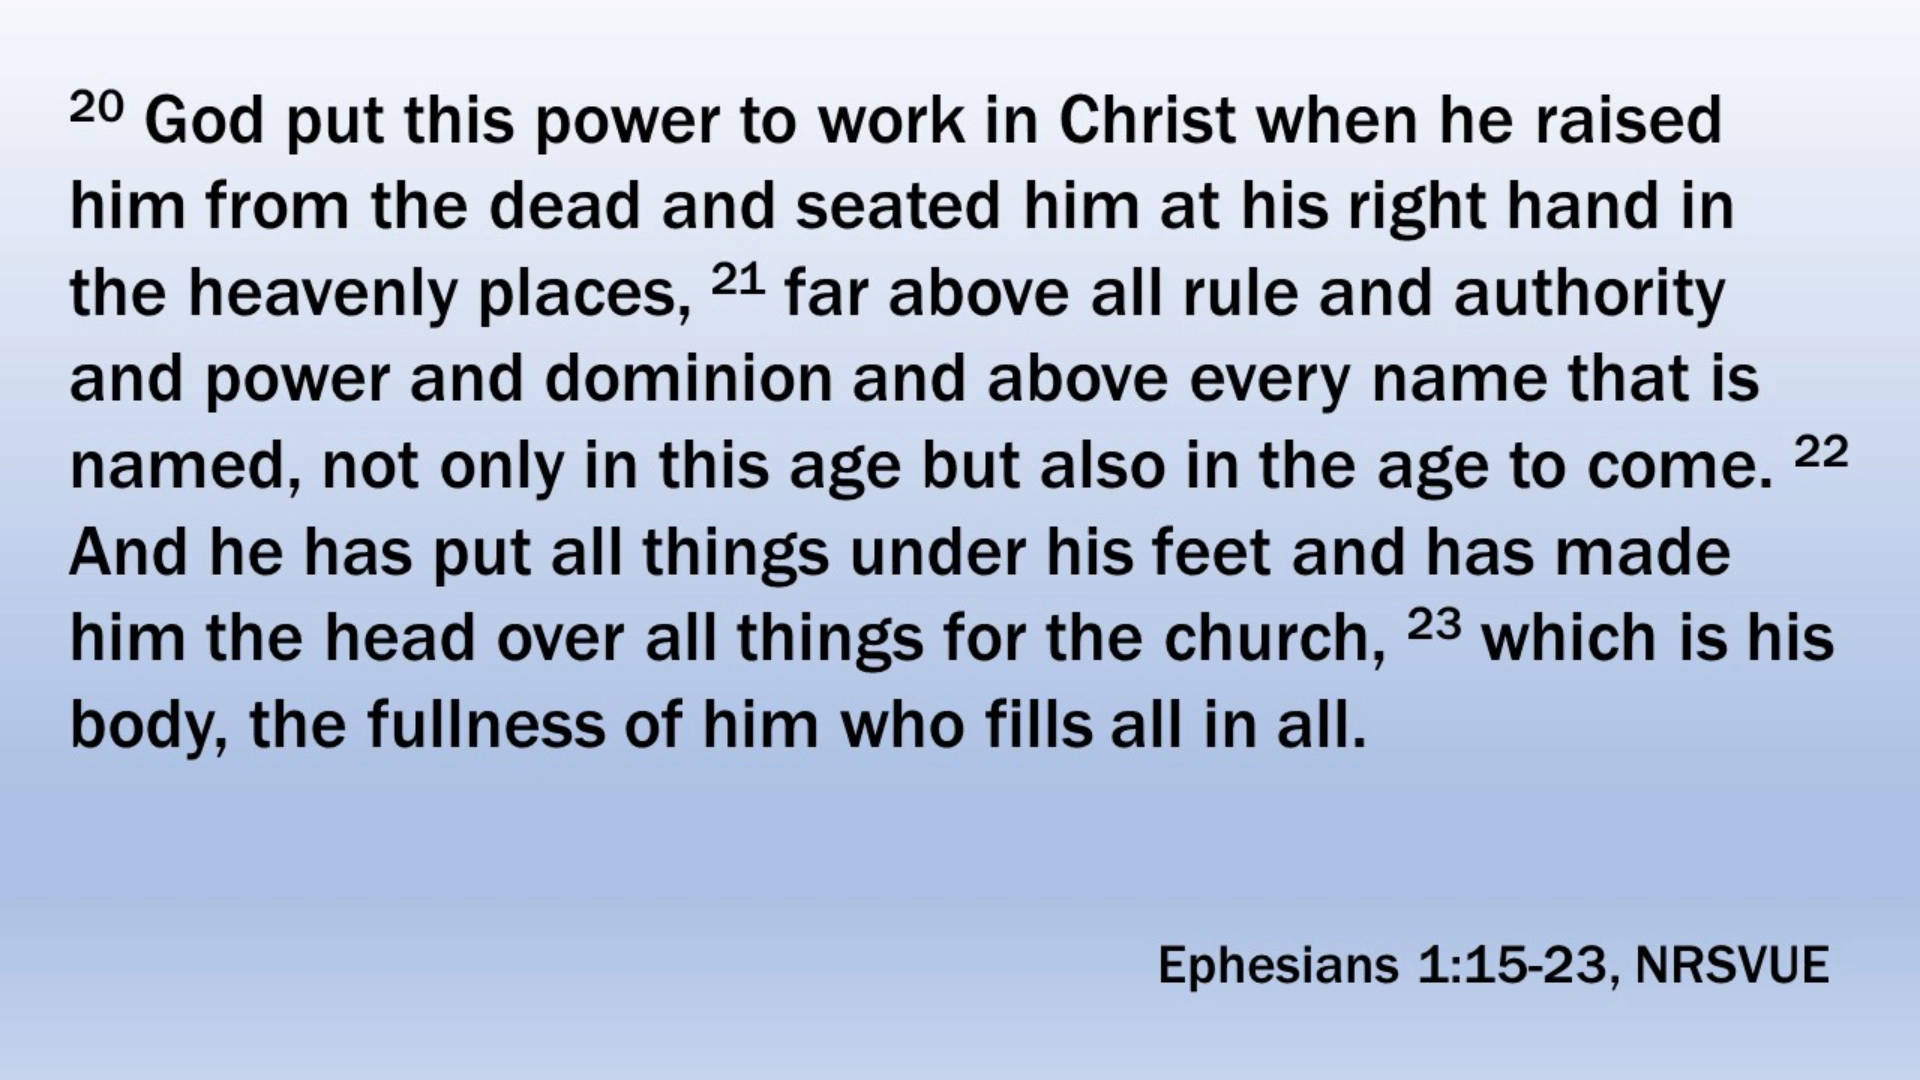 20 God put this power to work in Christ when he raised
him from the dead and seated him at his right hand in
the heavenly places, 21 far above all rule and authority
and power and dominion and above every name that is
named, not only in this age but also in the age to come. 22
And he has put all things under his feet and has made
him the head over all things for the church, 23 which is his
body, the fullness of him who fills all in all.
Ephesians 1:15-23, NRSVUE